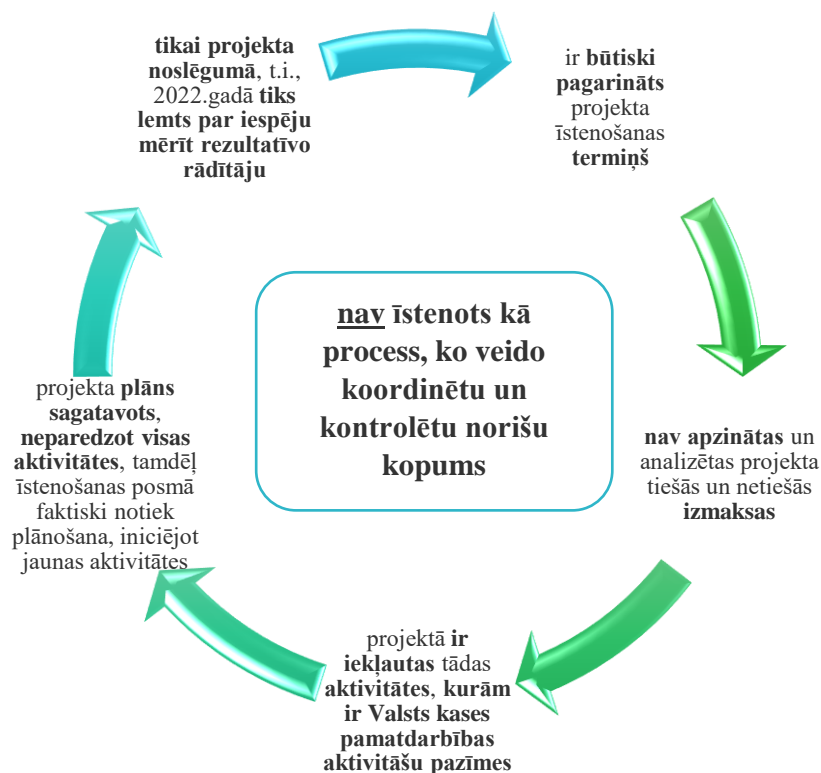 tikai projekta
noslēgumā, t.i.,
2022.gadā tiks
lemts par iespēju
mērīt rezultatīvo
rādītāju
ir būtiski
pagarināts
projekta
īstenošanas
termiņš
nav īstenots kā
process, ko veido
koordinētu un
kontrolētu norišu
kopums
nav apzinātas un
analizētas projekta
tiešās un netiešās
izmaksas
projektā ir
iekļautas tādas
aktivitātes, kurām
ir Valsts kases
pamatdarbības
aktivitāšu pazīmes
projekta plāns
sagatavots,
neparedzot visas
aktivitātes, tamdēļ
īstenošanas posmā
faktiski notiek
plānošana, iniciējot
jaunas aktivitātes